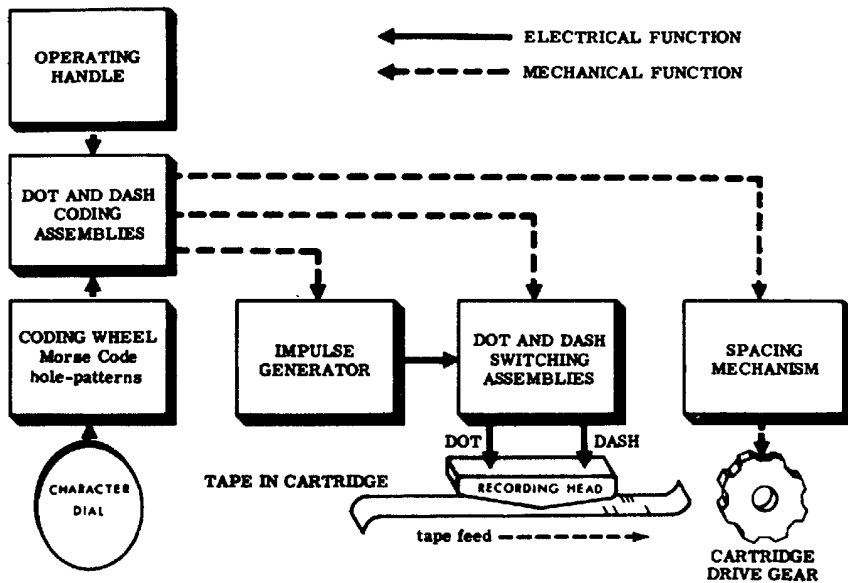 OPERATING
HANDLE
ELECTRICAL FUNCTION
MECHANICAL FUNCTION
DOT AND DASH
CODING
ASSEMBLIES
CODING WHEEL
Morse Code
hole-patterns
IMPULSE
GENERATOR
DOT AND DASH
SWITCHING
ASSEMBLIES
SPACING
MECHANISM
CHARACTER
DIAL
DOT
DASH
TAPE IN CARTRIDGE
RECORDING HEAD
tape feed
CARTRIDGE
DRIVE GEAR